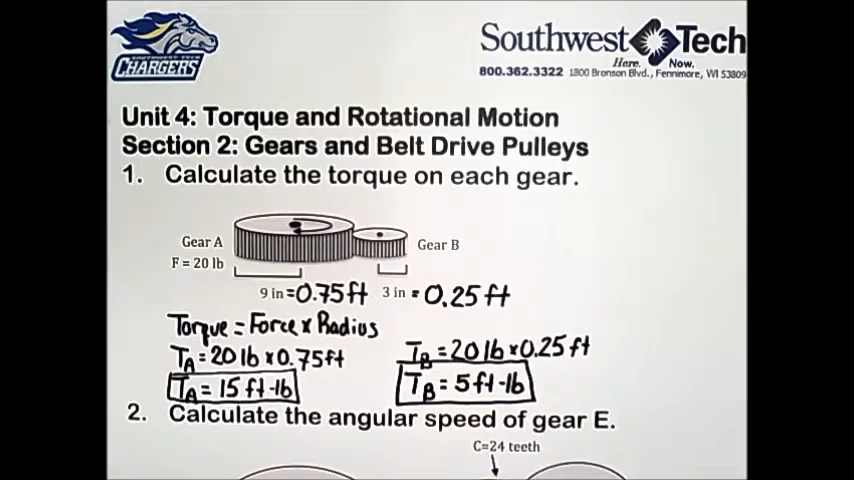 CHARGERS
Southwest Tech
Here. Now.
800.362.3322 1800 Bronson Blvd., Fennimore, WI 53809
Unit 4: Torque and Rotational Motion
Section 2: Gears and Belt Drive Pulleys
1. Calculate the torque on each gear.
Gear A
Gear B
F = 20 lb
9 in =0.75ft 3 in = 0.25 ft
Torque = Force x Radius
TA = 20 lb x 0.75ft
TB = 20 lb x 0.25 ft
TA = 15 ft-lb
TB = 5 ft-lb
2. Calculate the angular speed of gear E.
C=24 teeth